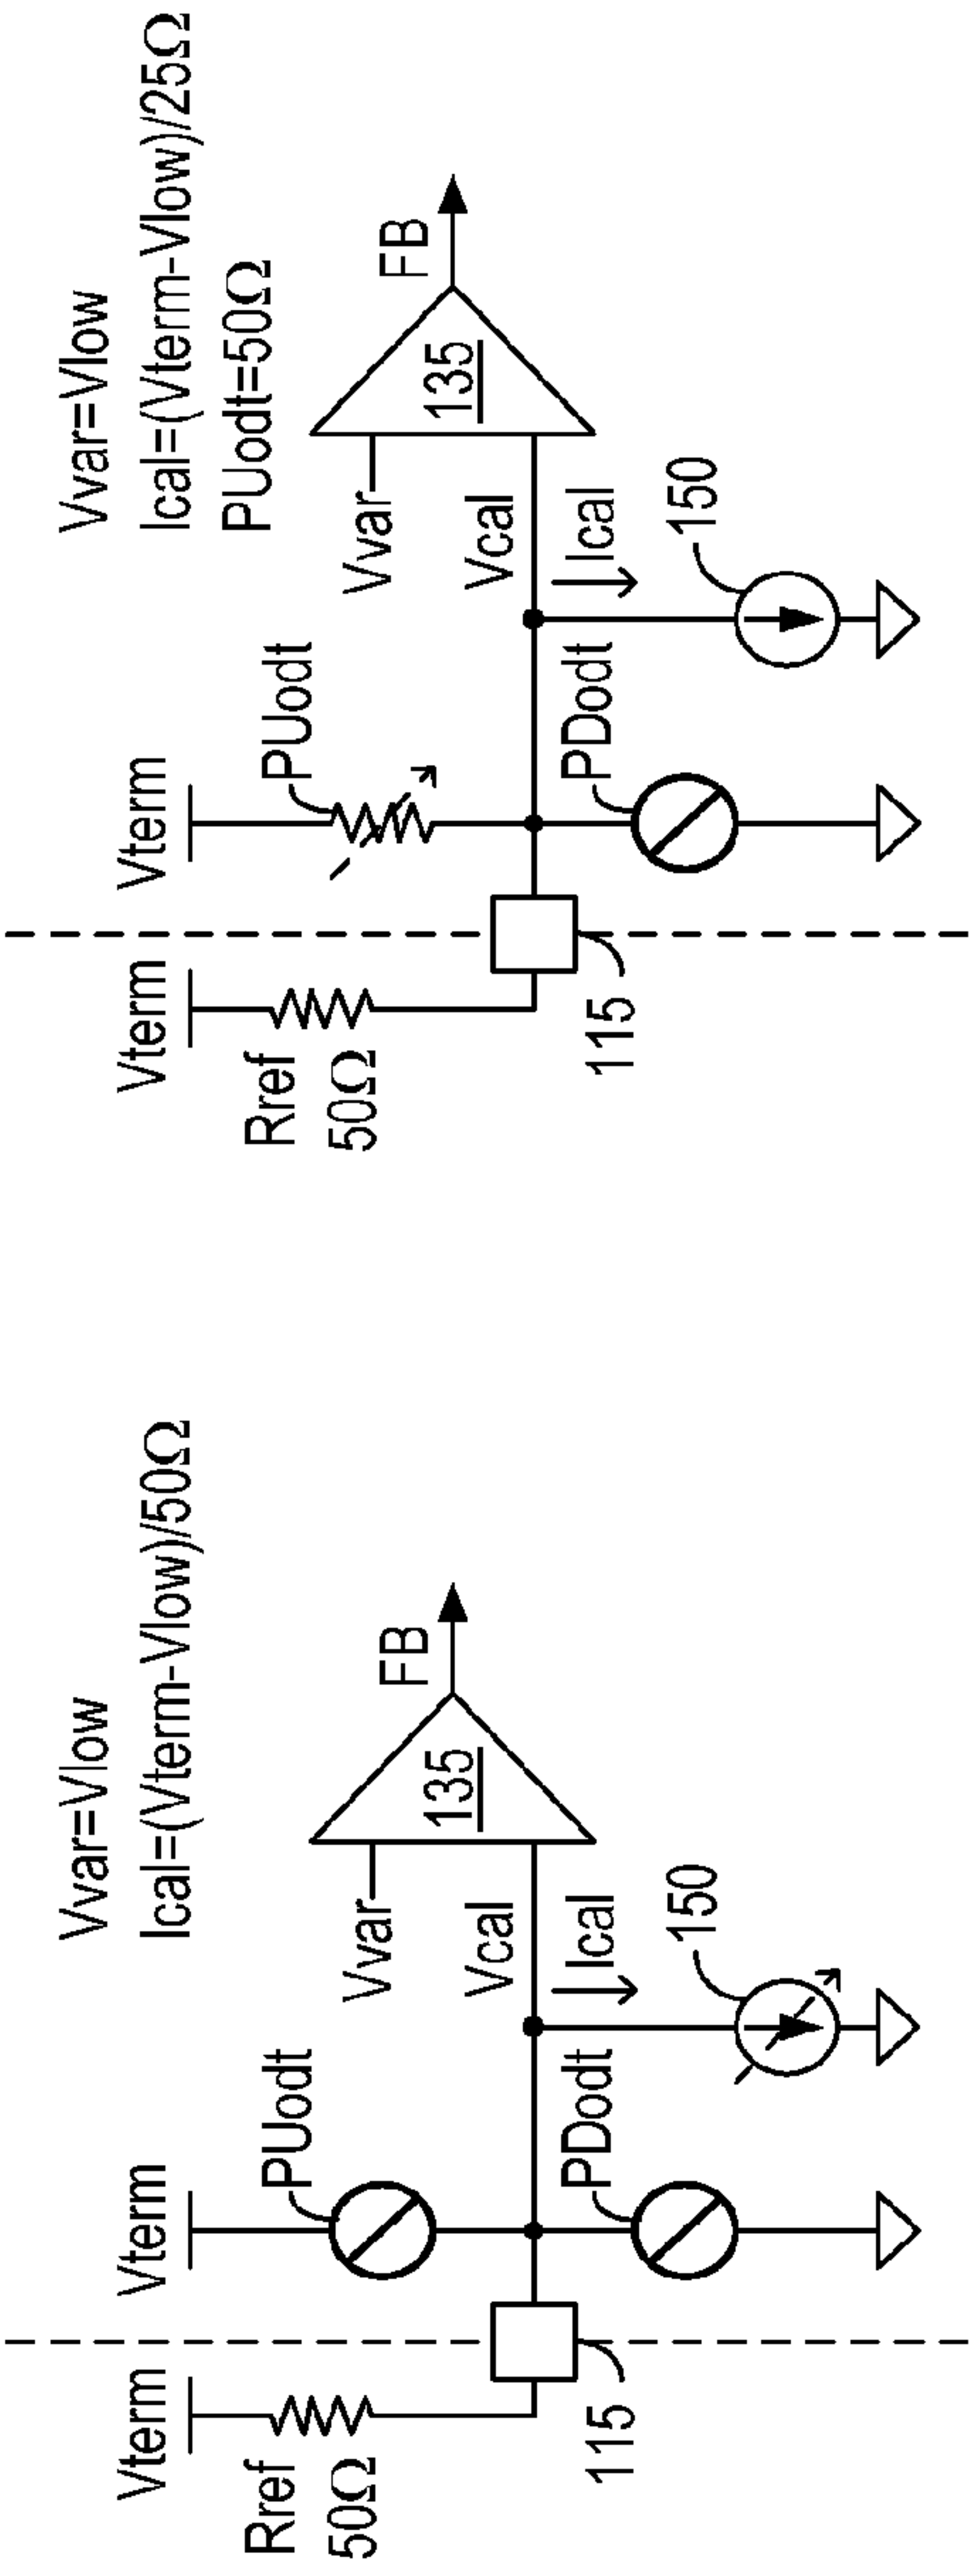 Vvar=Vlow
Ical=(Vterm-Vlow)/50Ω
Vterm
Vterm
Rref
50Ω
PUodt
Vvar
FB
135
Vcal
PDodt
Ical
115
150
Vvar=Vlow
Ical=(Vterm-Vlow)/25Ω
PUodt=50Ω
Vterm
Vterm
Rref
50Ω
PUodt
Vvar
FB
135
Vcal
PDodt
Ical
115
150